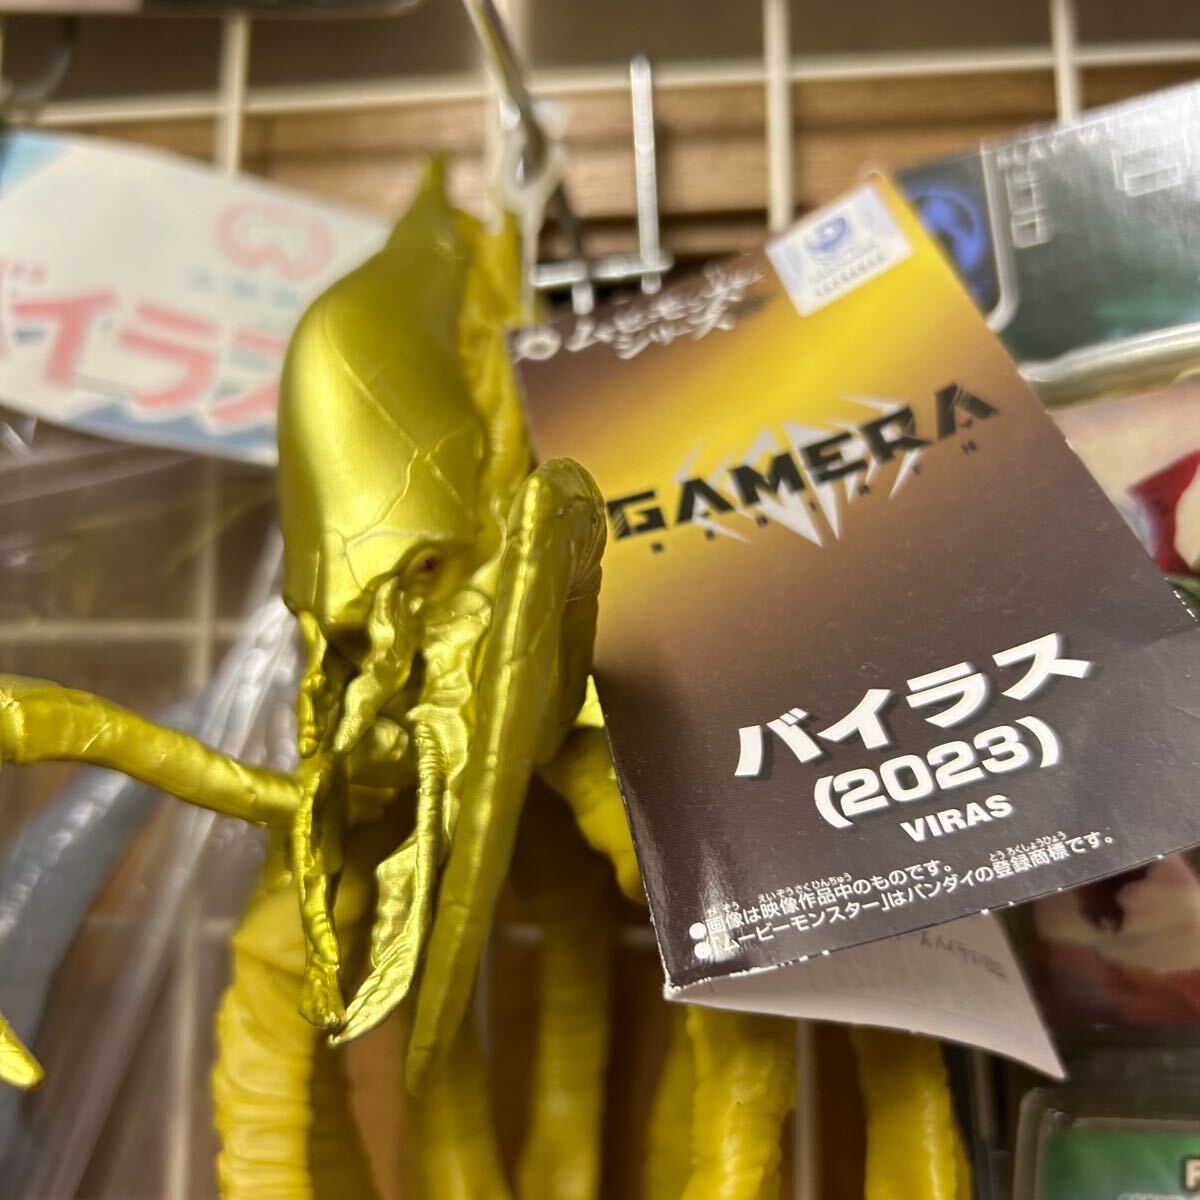 バイラス
ムービーモンスター
シリーズ
GAMERA
REBIRTH
バイラス
(2023)
VIRAS
●画像は映像作品中のものです。
●「ムービーモンスター」はバンダイの登録商標です。